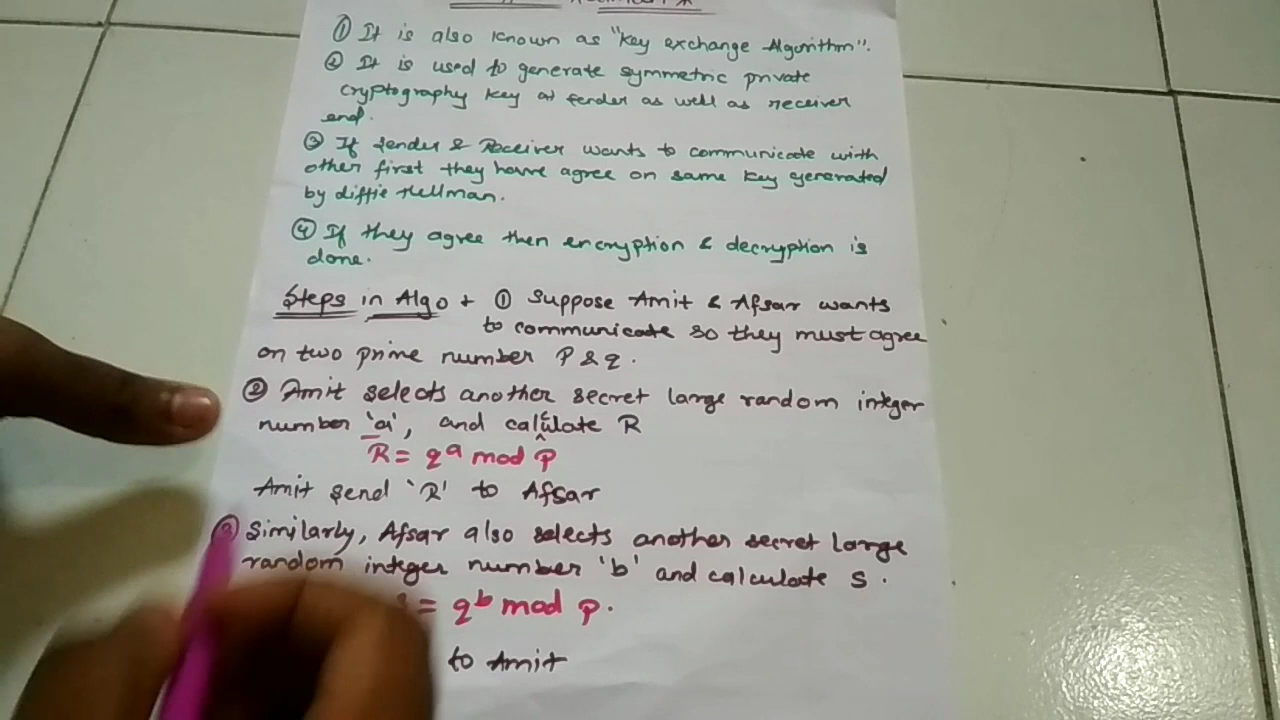 ① It is also known as "Key exchange Algorithm".
② It is used to generate symmetric private
cryptography key at sender as well as receiver
end.
③ If sender & Receiver wants to communicate with
other first they have agree on same key generated
by diffie Hellman.
④ If they agree then encryption & decryption is
done.
Steps in Algo + ① Suppose Amit & Afsar wants
to communicate so they must agree
on two prime number P & q.
② Amit selects another secret large random integer
number 'a', and calculate R
R = q^a mod p
Amit send 'R' to Afsar
③ Similarly, Afsar also selects another secret large
random integer number 'b' and calculate S.
= q^b mod p.
to Amit